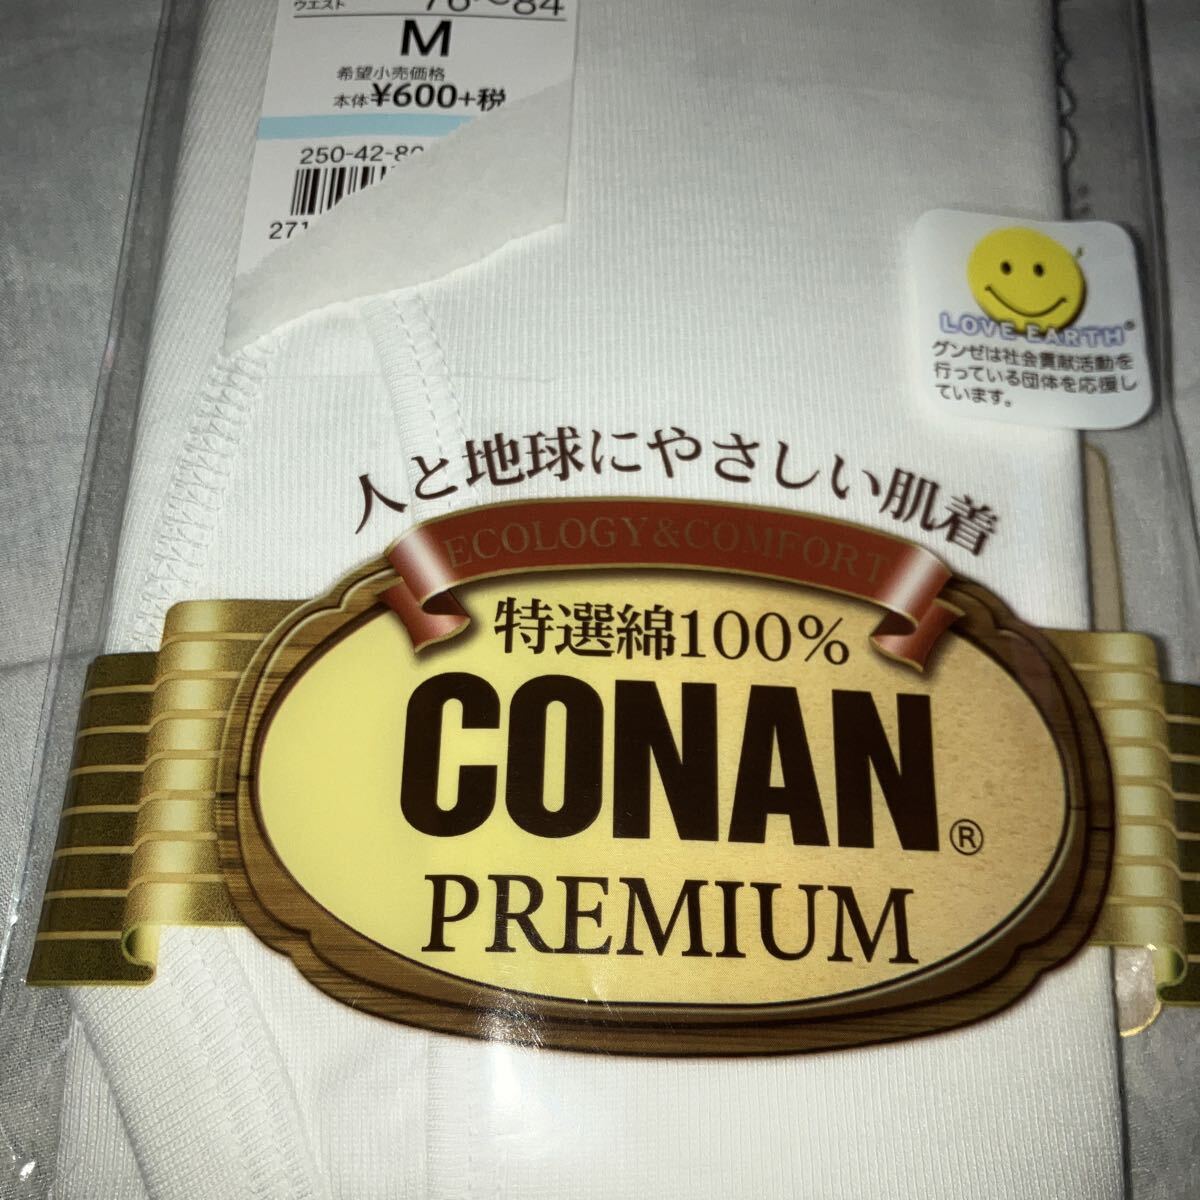 ウエスト 76～84
M
希望小売価格
本体¥600+税
250-42-80
271
LOVE EARTH®
グンゼは社会貢献活動を
行っている団体を応援し
ています。
人と地球にやさしい肌着
ECOLOGY&COMFORT
特選綿100%
CONAN®
PREMIUM